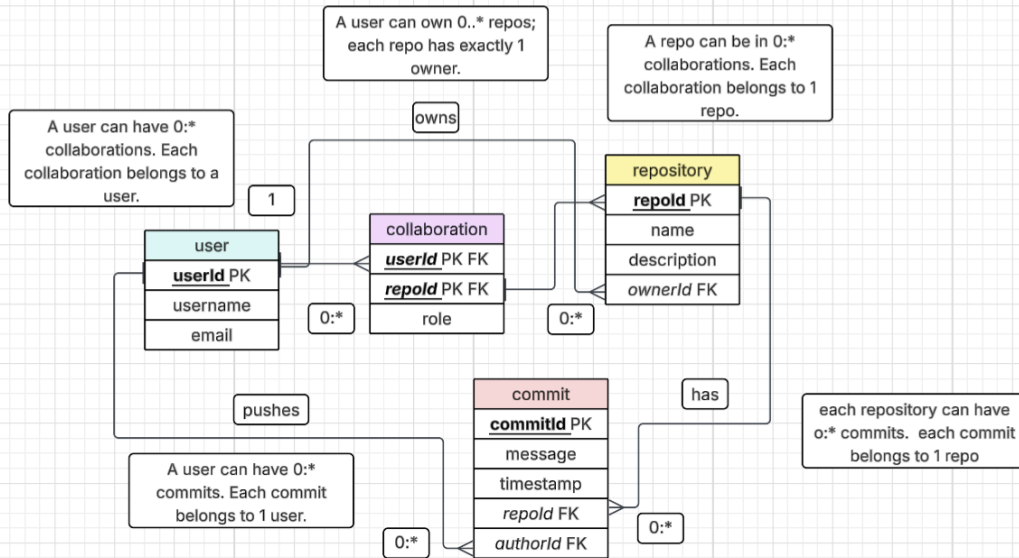 A user can own 0..* repos;
each repo has exactly 1
owner.
A repo can be in 0:*
collaborations. Each
collaboration belongs to 1
repo.
owns
A user can have 0:*
collaborations. Each
collaboration belongs to a
user.
1
repository
repoId PK
name
description
ownerId FK
collaboration
userId PK FK
repoId PK FK
role
user
userId PK
username
email
0:*
0:*
pushes
commit
commitId PK
message
timestamp
repoId FK
authorId FK
has
each repository can have
o:* commits. each commit
belongs to 1 repo
A user can have 0:*
commits. Each commit
belongs to 1 user.
0:*
0:*